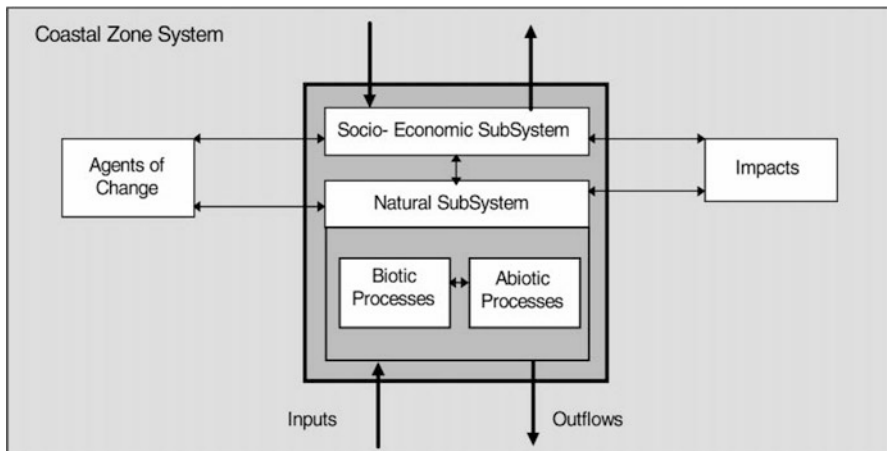 Coastal Zone System
Socio- Economic SubSystem
Agents of
Change
Impacts
Natural SubSystem
Biotic
Processes
Abiotic
Processes
Inputs
Outflows